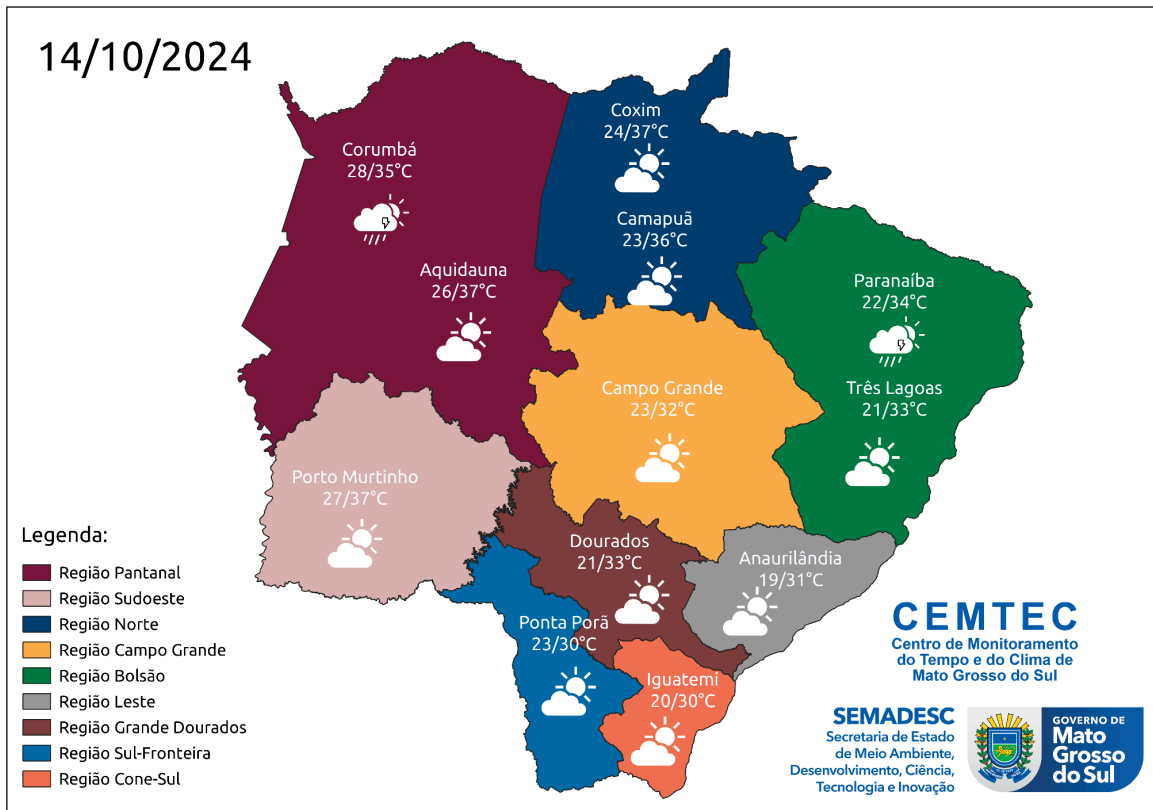 14/10/2024
Coxim
24/37°C
Corumbá
28/35°C
Camapuã
23/36°C
Aquidauna
26/37°C
Paranaíba
22/34°C
Campo Grande
23/32°C
Três Lagoas
21/33°C
Porto Murtinho
27/37°C
Dourados
21/33°C
Anaurilândia
19/31°C
Ponta Porã
23/30°C
Iguatemi
20/30°C
Legenda:
Região Pantanal
Região Sudoeste
Região Norte
Região Campo Grande
Região Bolsão
Região Leste
Região Grande Dourados
Região Sul-Fronteira
Região Cone-Sul
CEMTEC
Centro de Monitoramento
do Tempo e do Clima de
Mato Grosso do Sul
SEMADESC
Secretaria de Estado
de Meio Ambiente,
Desenvolvimento, Ciência,
Tecnologia e Inovação
GOVERNO DE
Mato
Grosso
do Sul